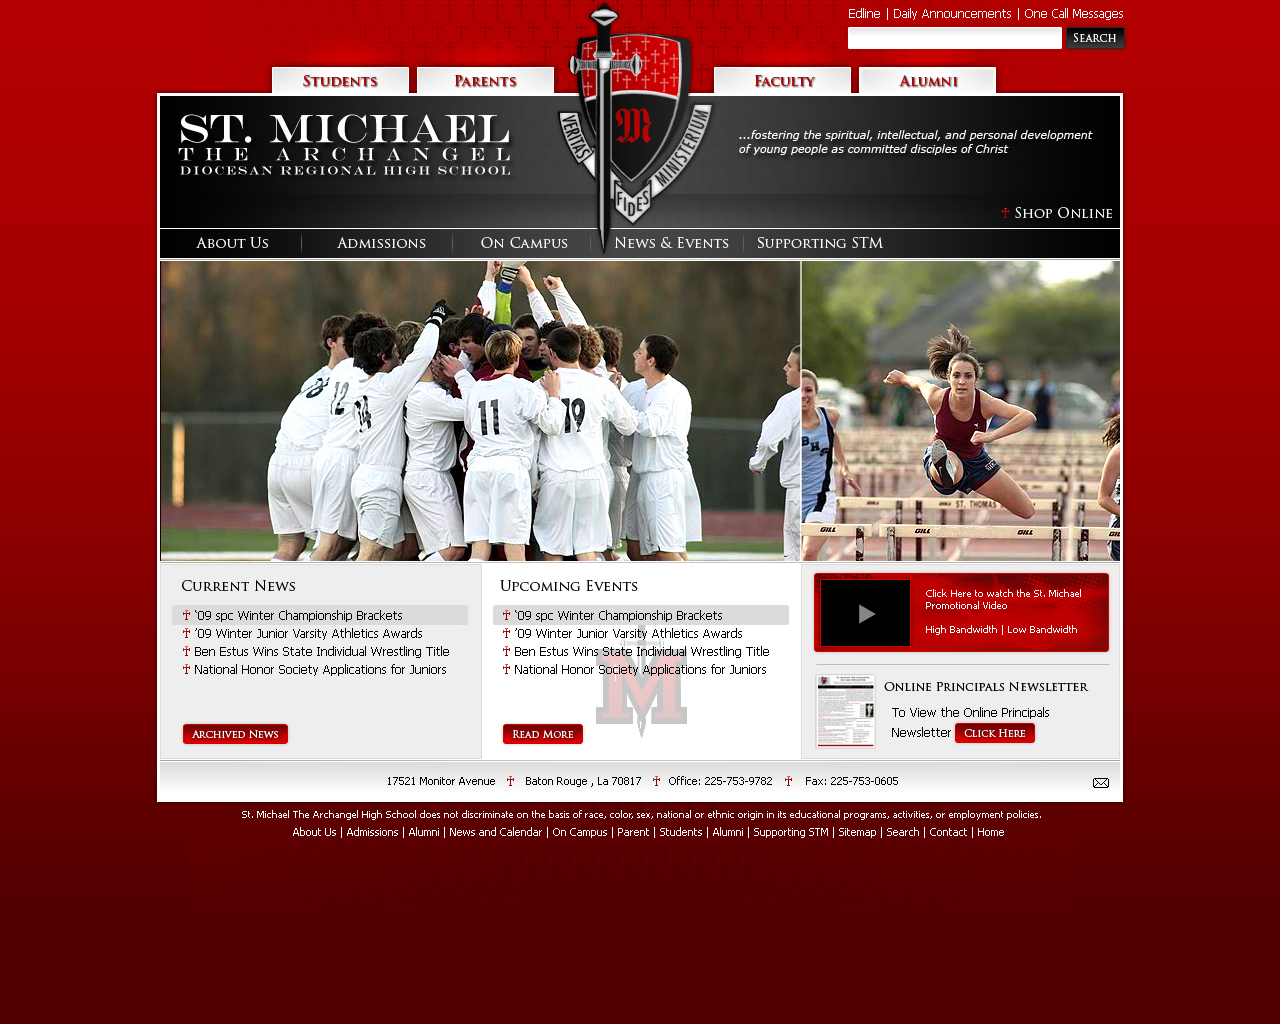 Edline | Daily Announcements | One Call Messages
Search
Students
Parents
Faculty
Alumni
ST. MICHAEL
THE ARCHANGEL
DIOCESAN REGIONAL HIGH SCHOOL
M
VERITAS
FIDES
MINISTERIUM
...fostering the spiritual, intellectual, and personal development
of young people as committed disciples of Christ
Shop Online
About Us
Admissions
On Campus
News & Events
Supporting STM
12
14
11
19
BHS
ST. THOMAS
GILL
GILL
GILL
Current News
'09 spc Winter Championship Brackets
'09 Winter Junior Varsity Athletics Awards
Ben Estus Wins State Individual Wrestling Title
National Honor Society Applications for Juniors
Archived News
Upcoming Events
'09 spc Winter Championship Brackets
'09 Winter Junior Varsity Athletics Awards
Ben Estus Wins State Individual Wrestling Title
National Honor Society Applications for Juniors
M
Read More
Click Here to watch the St. Michael
Promotional Video
High Bandwidth | Low Bandwidth
Online Principals Newsletter
To View the Online Principals
Newsletter Click Here
17521 Monitor Avenue Baton Rouge , La 70817 Office: 225-753-9782 Fax: 225-753-0605
St. Michael The Archangel High School does not discriminate on the basis of race, color, sex, national or ethnic origin in its educational programs, activities, or employment policies.
About Us | Admissions | Alumni | News and Calendar | On Campus | Parent | Students | Alumni | Supporting STM | Sitemap | Search | Contact | Home